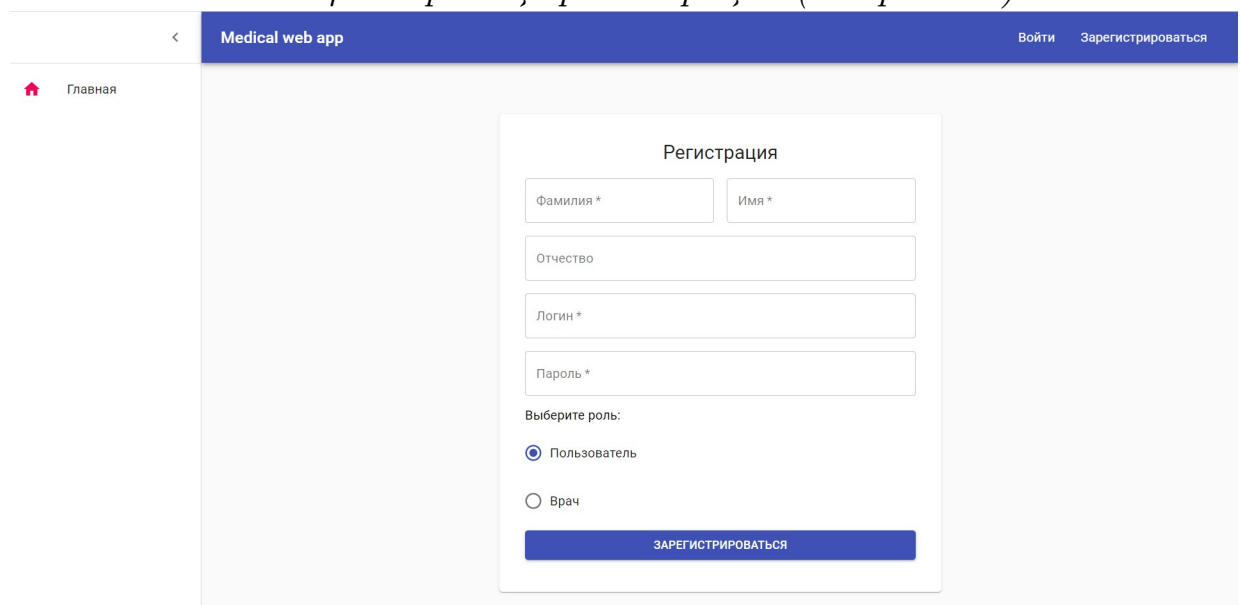 Medical web app
Войти Зарегистрироваться
Главная
Регистрация
Фамилия * Имя *
Отчество
Логин *
Пароль *
Выберите роль:
Пользователь
Врач
ЗАРЕГИСТРИРОВАТЬСЯ